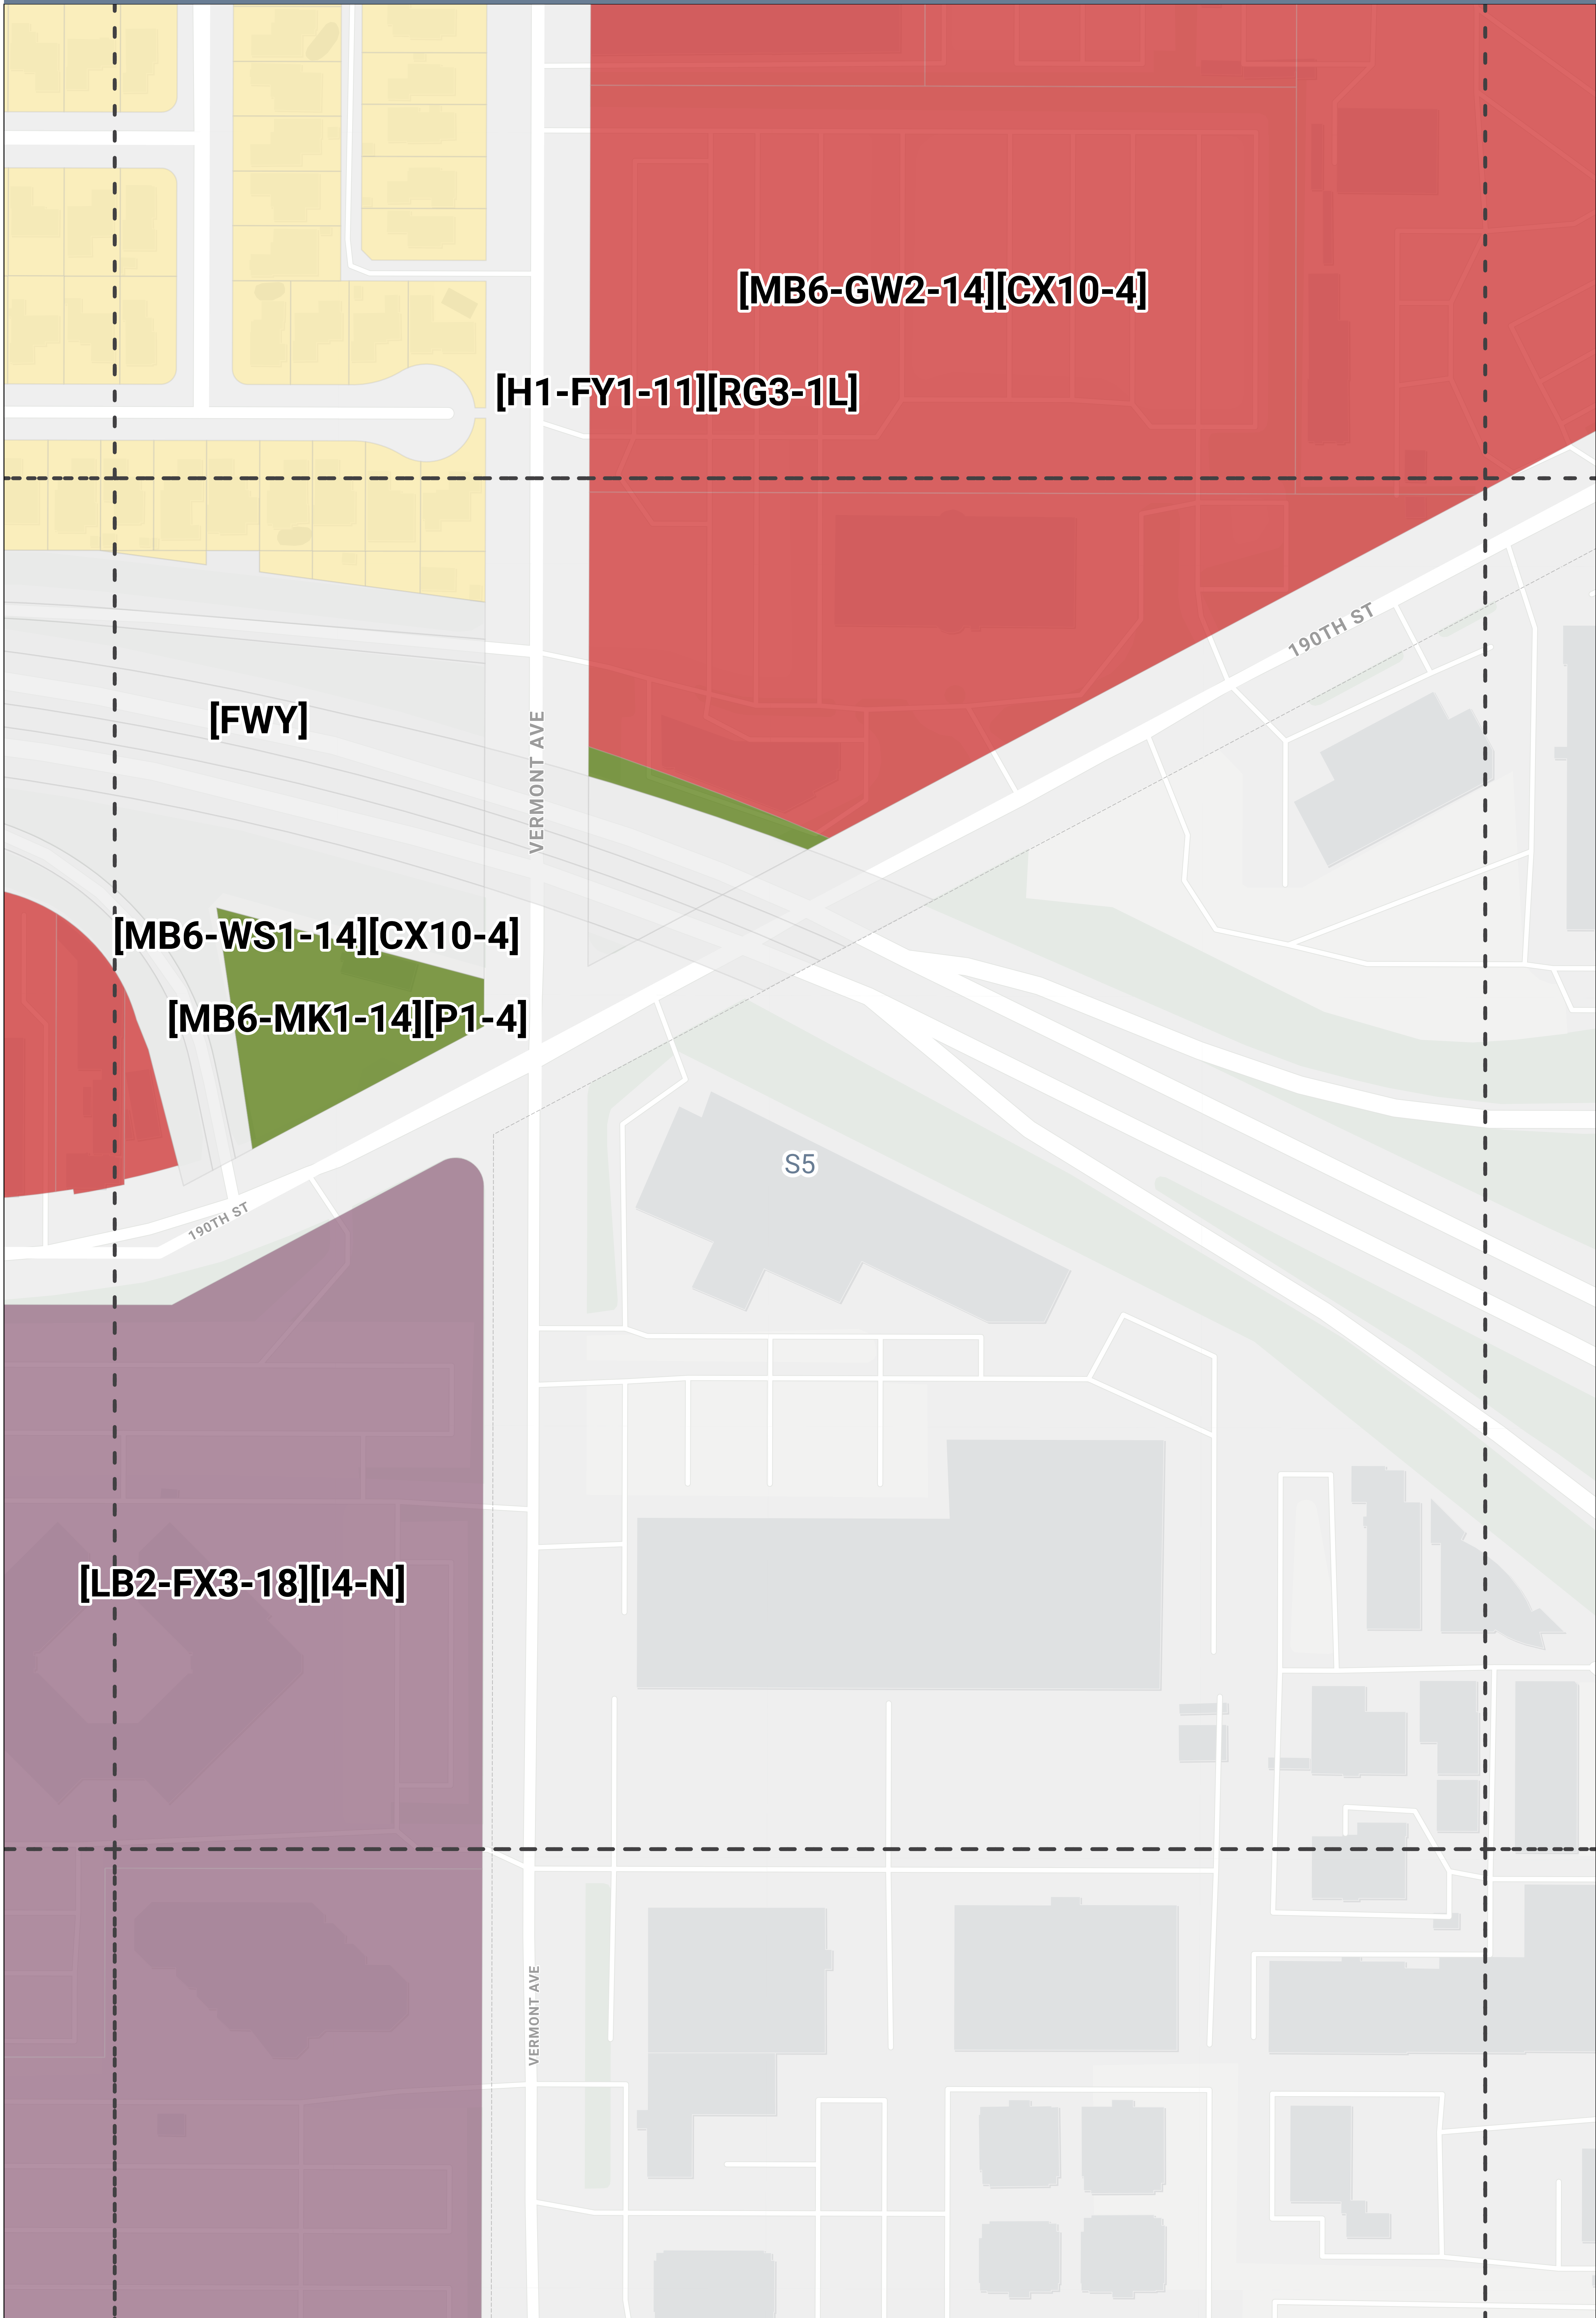 [MB6-GW2-14][CX10-4]
[H1-FY1-11][RG3-1L]
190TH ST
[FWY]
VERMONT AVE
[MB6-WS1-14][CX10-4]
[MB6-MK1-14][P1-4]
S5
190TH ST
[LB2-FX3-18][I4-N]
VERMONT AVE